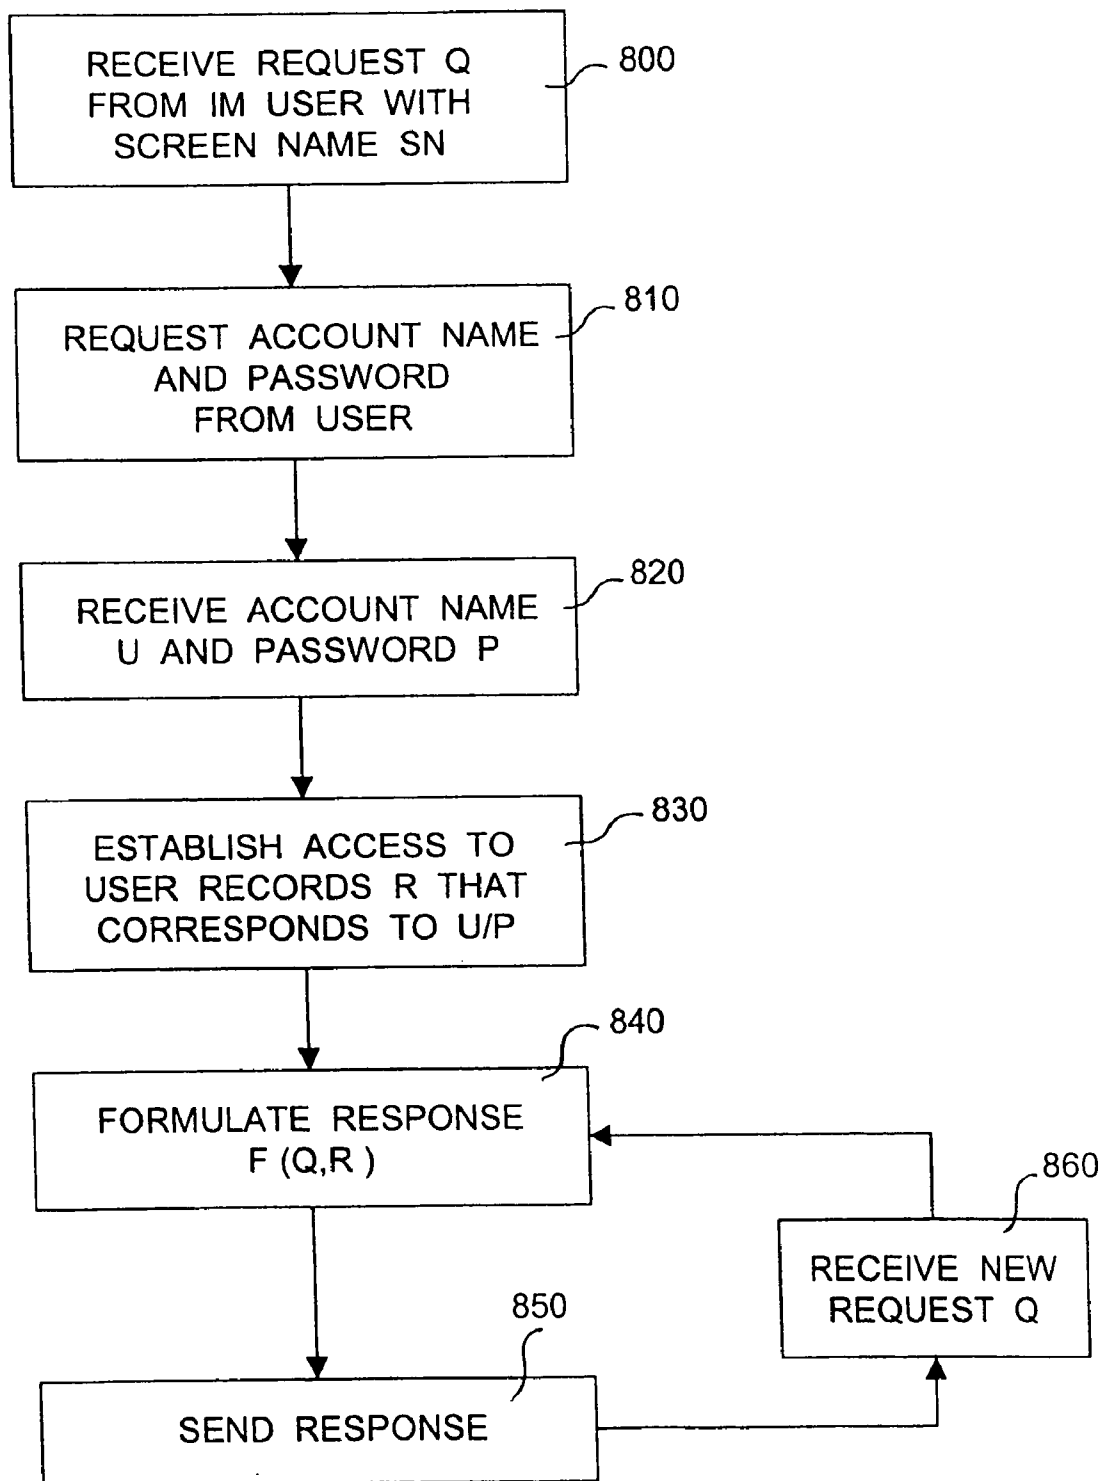 RECEIVE REQUEST Q
FROM IM USER WITH
SCREEN NAME SN
800
REQUEST ACCOUNT NAME
AND PASSWORD
FROM USER
810
RECEIVE ACCOUNT NAME
U AND PASSWORD P
820
ESTABLISH ACCESS TO
USER RECORDS R THAT
CORRESPONDS TO U/P
830
FORMULATE RESPONSE
F (Q,R )
840
RECEIVE NEW
REQUEST Q
860
SEND RESPONSE
850